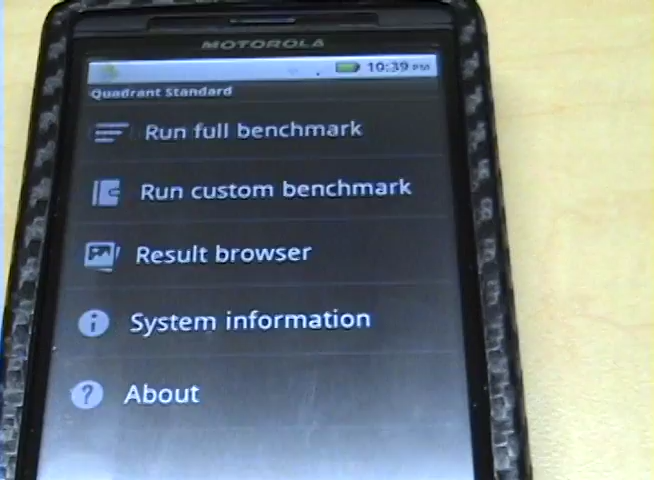 MOTOROLA
10:39 PM
Quadrant Standard
Run full benchmark
Run custom benchmark
Result browser
System information
About